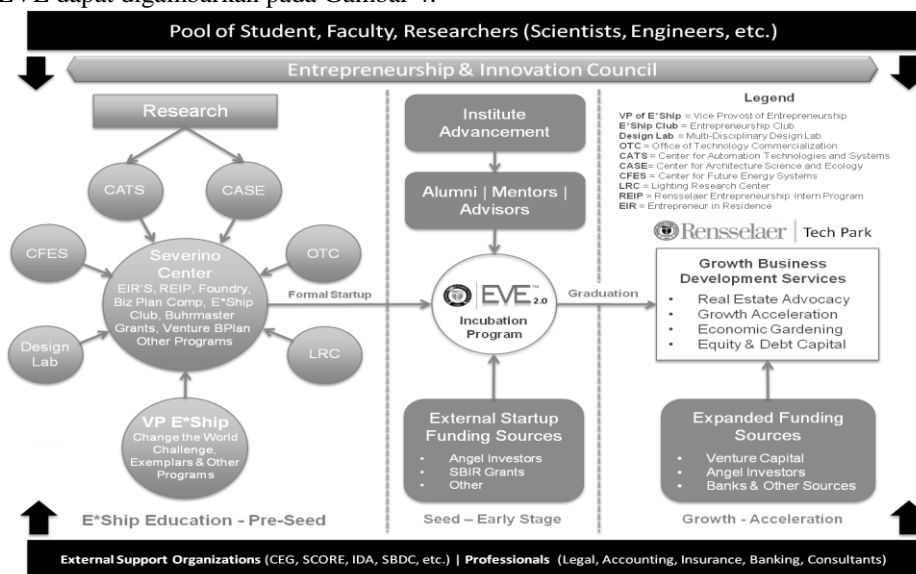 EVE dapat digambarkan pada Gambar 4.
Pool of Student, Faculty, Researchers (Scientists, Engineers, etc.)
Entrepreneurship & Innovation Council
Research
CATS
CASE
CFES
OTC
Severino
Center
EIR'S, REIP, Foundry,
Biz Plan Comp, E*Ship
Club, Buhrmaster
Grants, Venture BPlan
Other Programs
Design
Lab
LRC
VP E*Ship
Change the World
Challenge,
Exemplars & Other
Programs
E*Ship Education - Pre-Seed
Formal Startup
Institute
Advancement
Alumni | Mentors |
Advisors
EVE™ 2.0
Incubation
Program
Graduation
External Startup
Funding Sources
• Angel Investors
• SBIR Grants
• Other
Seed – Early Stage
Legend
VP of E*Ship = Vice Provost of Entrepreneurship
E*Ship Club = Entrepreneurship Club
Design Lab = Multi-Disciplinary Design Lab
OTC = Office of Technology Commercialization
CATS = Center for Automation Technologies and Systems
CASE= Center for Architecture Science and Ecology
CFES = Center for Future Energy Systems
LRC = Lighting Research Center
REIP = Rensselaer Entrepreneurship Intern Program
EIR = Entrepreneur in Residence
Rensselaer | Tech Park
Growth Business
Development Services
• Real Estate Advocacy
• Growth Acceleration
• Economic Gardening
• Equity & Debt Capital
Expanded Funding
Sources
• Venture Capital
• Angel Investors
• Banks & Other Sources
Growth - Acceleration
External Support Organizations (CEG, SCORE, IDA, SBDC, etc.) | Professionals (Legal, Accounting, Insurance, Banking, Consultants)